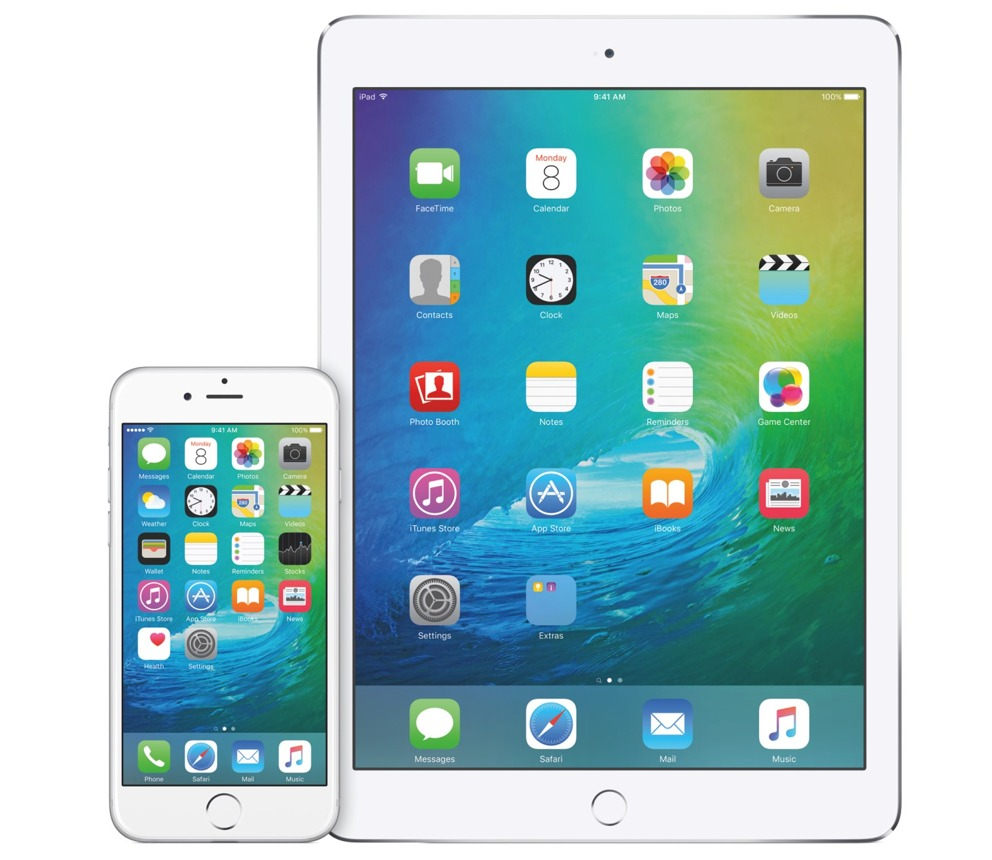 iPad 9:41 AM 100%
Monday
8
FaceTime Calendar Photos Camera
280
Contacts Clock Maps Videos
Photo Booth Notes Reminders Game Center
iTunes Store App Store iBooks News
Settings Extras
Messages Safari Mail Music
9:41 AM 100%
Monday
8
Messages Calendar Photos Camera
280
Weather Clock Maps Videos
Wallet Notes Reminders Stocks
iTunes Store App Store iBooks News
Health Settings
Phone Safari Mail Music